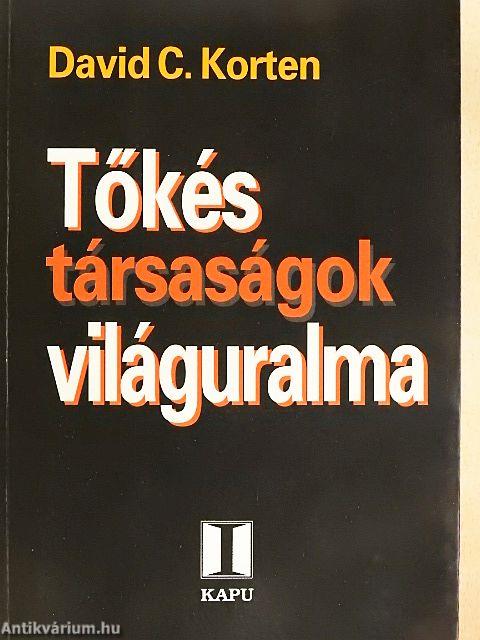 David C. Korten
Tőkés
társaságok
világuralma
KAPU
Antikvárium.hu